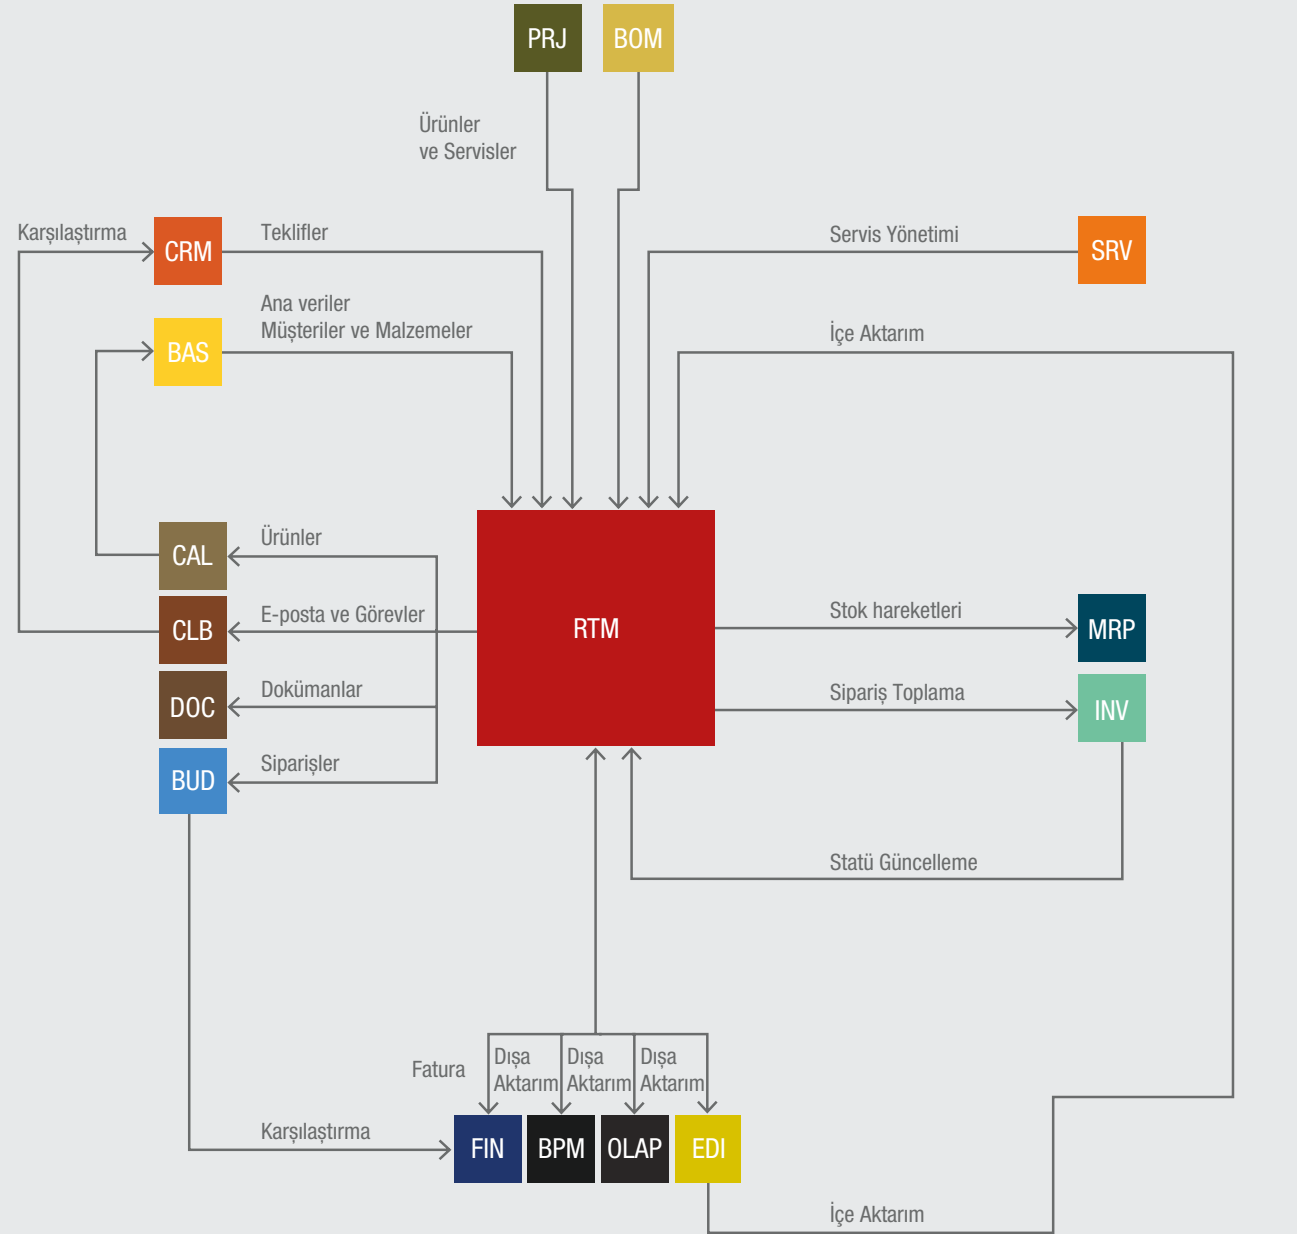 PRJ
BOM
Ürünler
ve Servisler
Karşılaştırma
CRM
Teklifler
Servis Yönetimi
SRV
Ana veriler
Müşteriler ve Malzemeler
BAS
İçe Aktarım
CAL
Ürünler
CLB
E-posta ve Görevler
RTM
Stok hareketleri
MRP
DOC
Dokümanlar
Sipariş Toplama
INV
BUD
Siparişler
Statü Güncelleme
Fatura
Dışa
Aktarım
Dışa
Aktarım
Dışa
Aktarım
Karşılaştırma
FIN
BPM
OLAP
EDI
İçe Aktarım